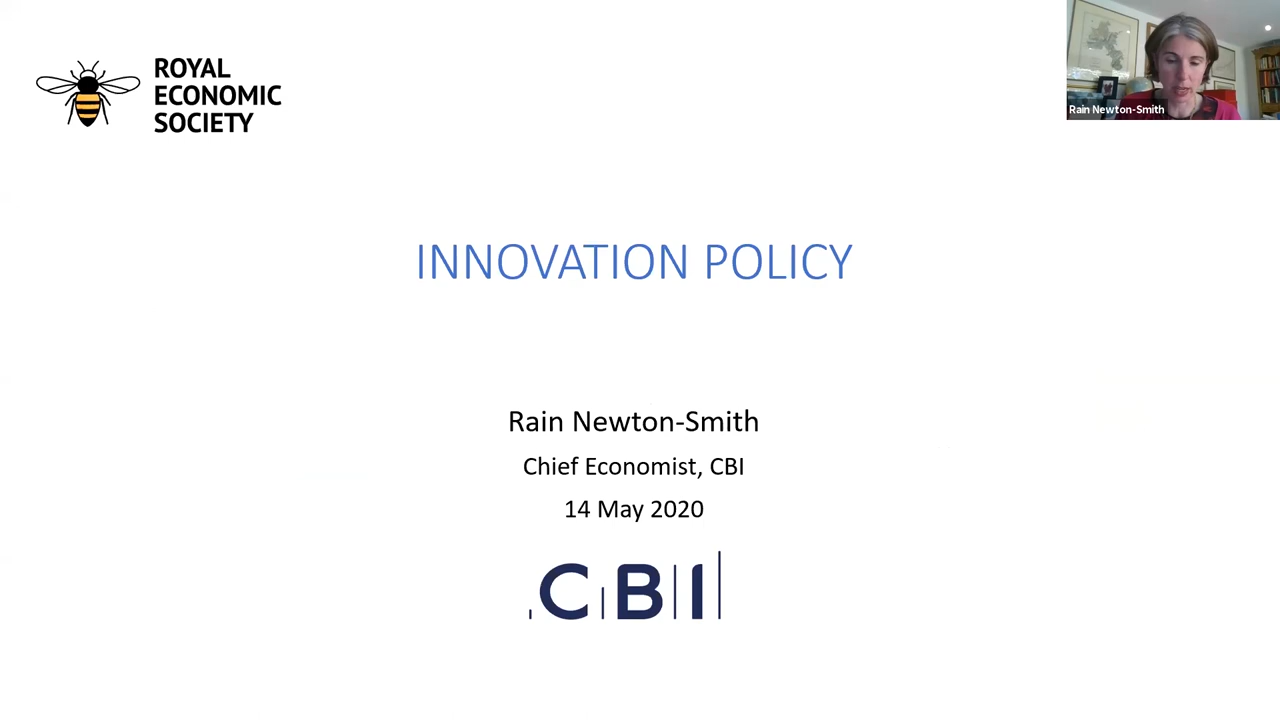 ROYAL
ECONOMIC
SOCIETY
Rain Newton-Smith
INNOVATION POLICY
Rain Newton-Smith
Chief Economist, CBI
14 May 2020
CBI